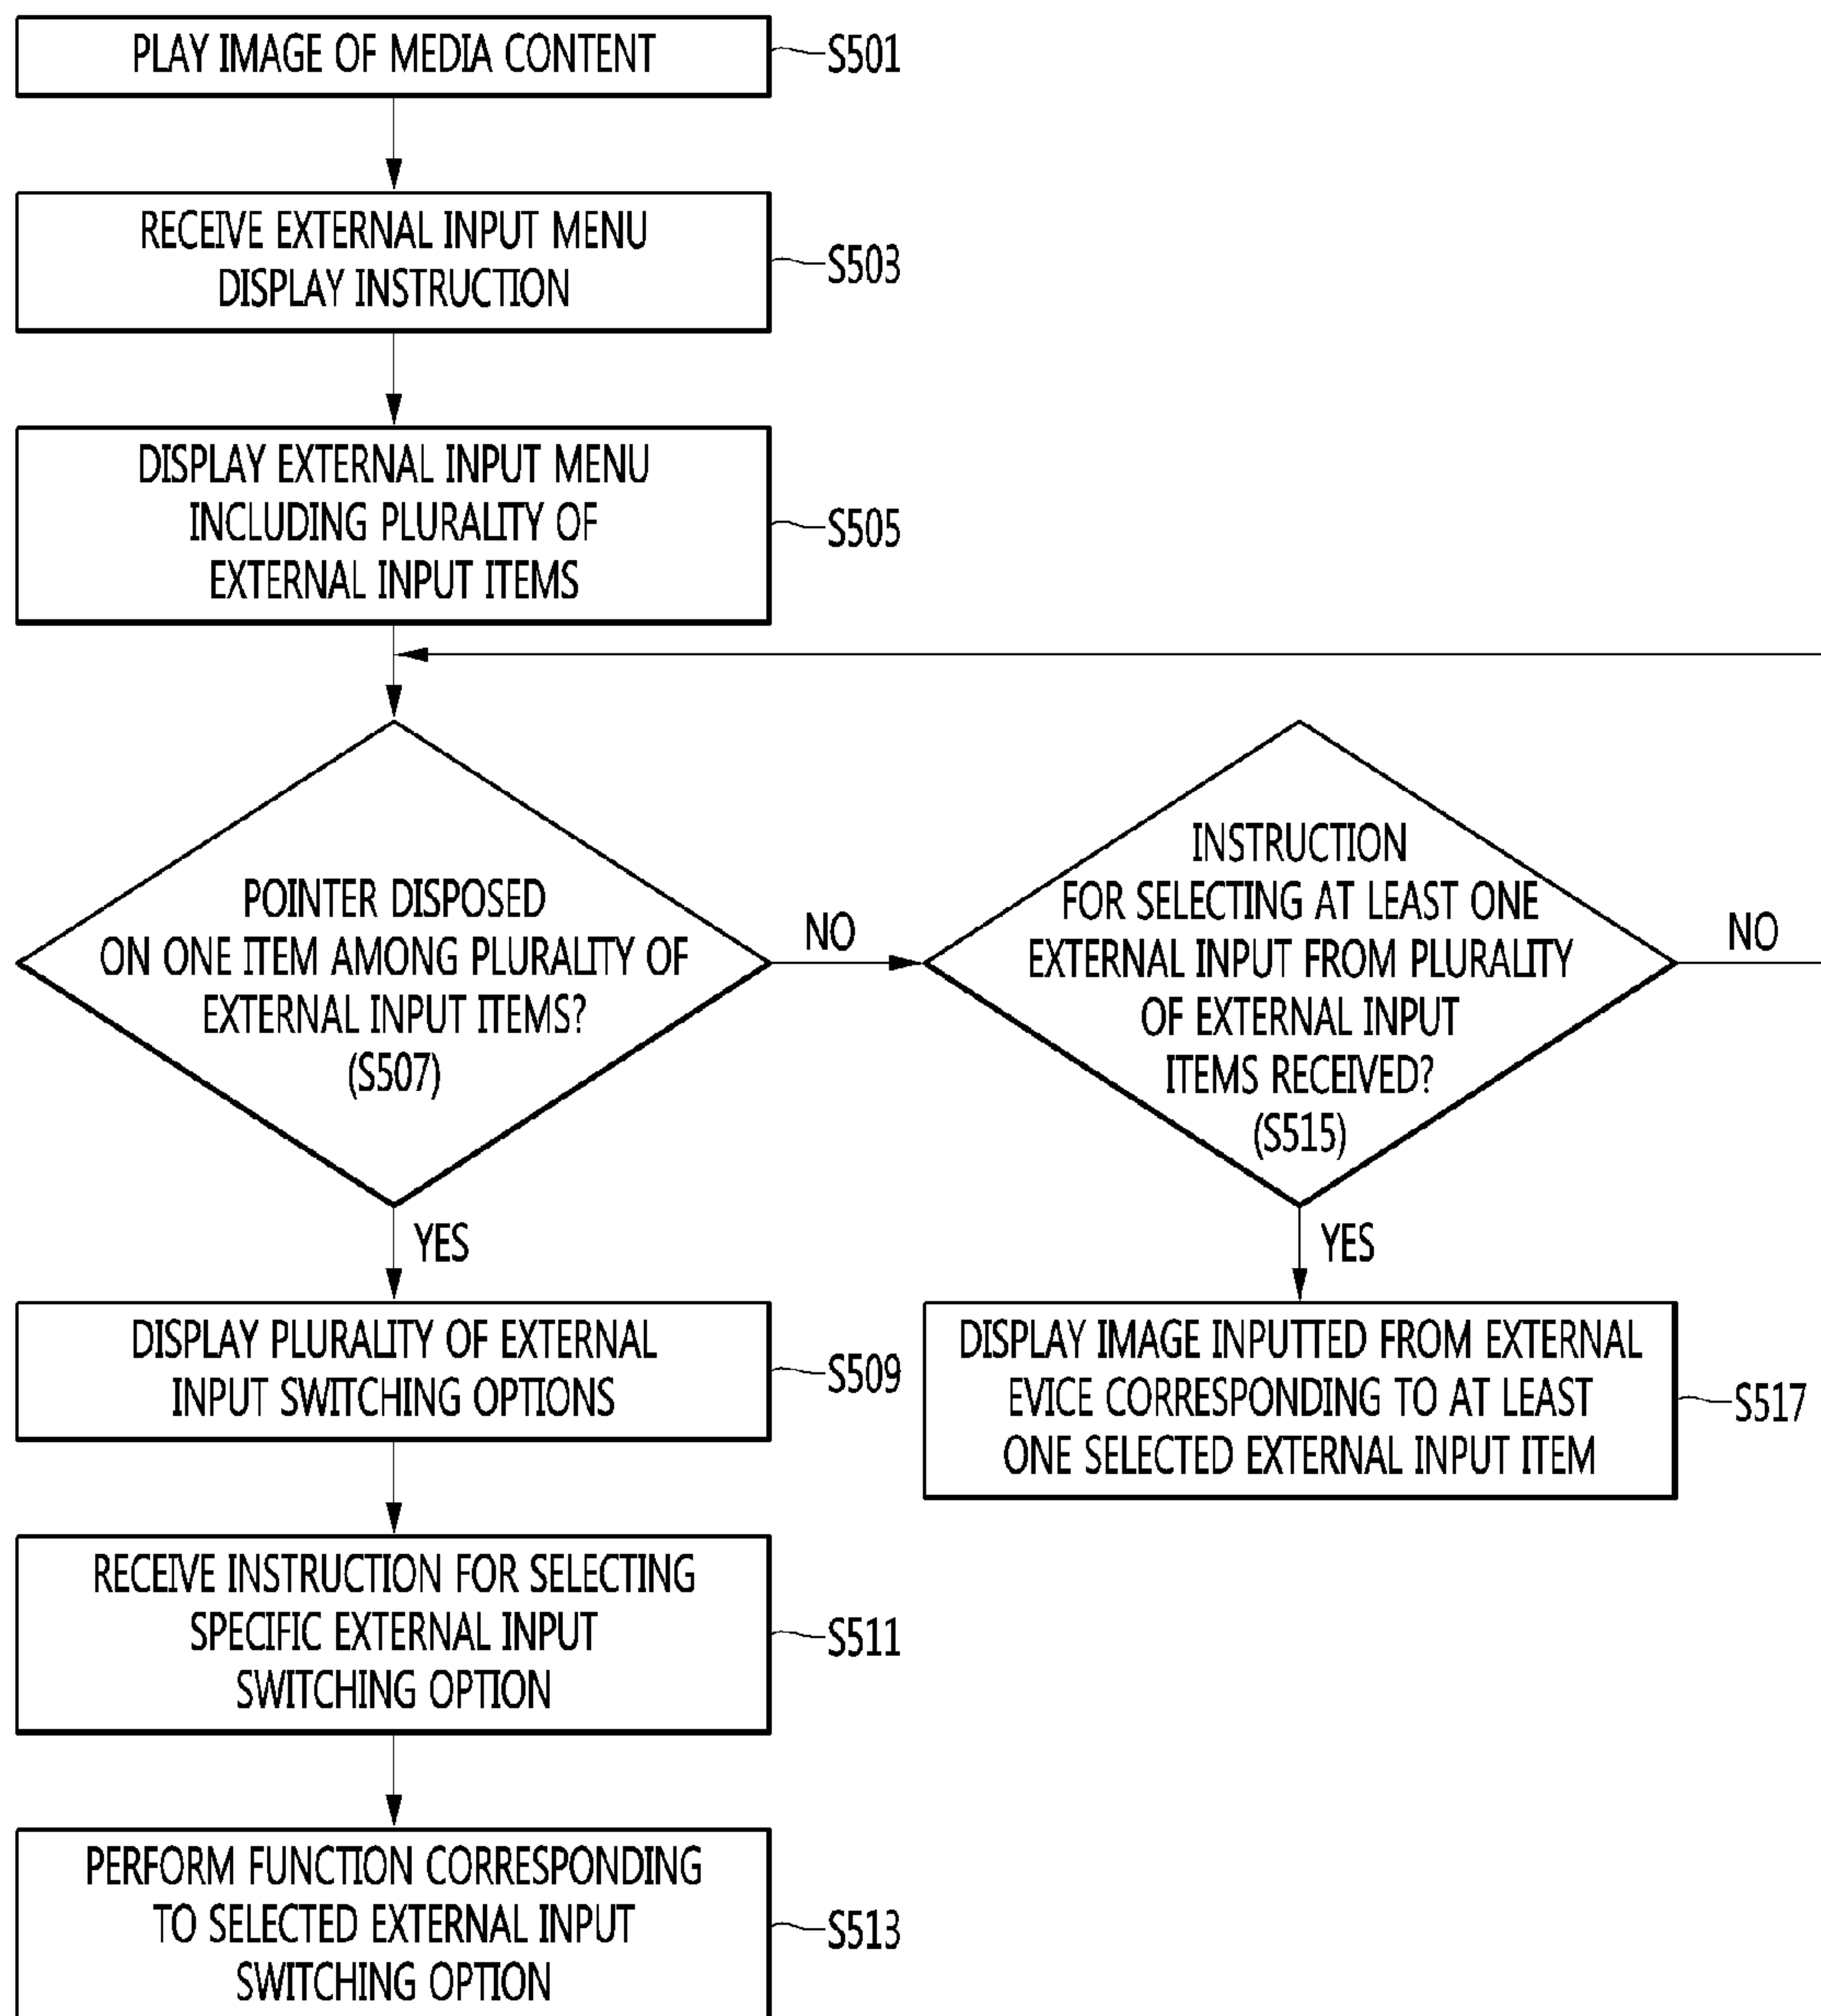 PLAY IMAGE OF MEDIA CONTENT
S501
RECEIVE EXTERNAL INPUT MENU
DISPLAY INSTRUCTION
S503
DISPLAY EXTERNAL INPUT MENU
INCLUDING PLURALITY OF
EXTERNAL INPUT ITEMS
S505
POINTER DISPOSED
ON ONE ITEM AMONG PLURALITY OF
EXTERNAL INPUT ITEMS?
(S507)
NO
INSTRUCTION
FOR SELECTING AT LEAST ONE
EXTERNAL INPUT FROM PLURALITY
OF EXTERNAL INPUT
ITEMS RECEIVED?
(S515)
NO
YES
YES
DISPLAY PLURALITY OF EXTERNAL
INPUT SWITCHING OPTIONS
S509
DISPLAY IMAGE INPUTTED FROM EXTERNAL
EVICE CORRESPONDING TO AT LEAST
ONE SELECTED EXTERNAL INPUT ITEM
S517
RECEIVE INSTRUCTION FOR SELECTING
SPECIFIC EXTERNAL INPUT
SWITCHING OPTION
S511
PERFORM FUNCTION CORRESPONDING
TO SELECTED EXTERNAL INPUT
SWITCHING OPTION
S513